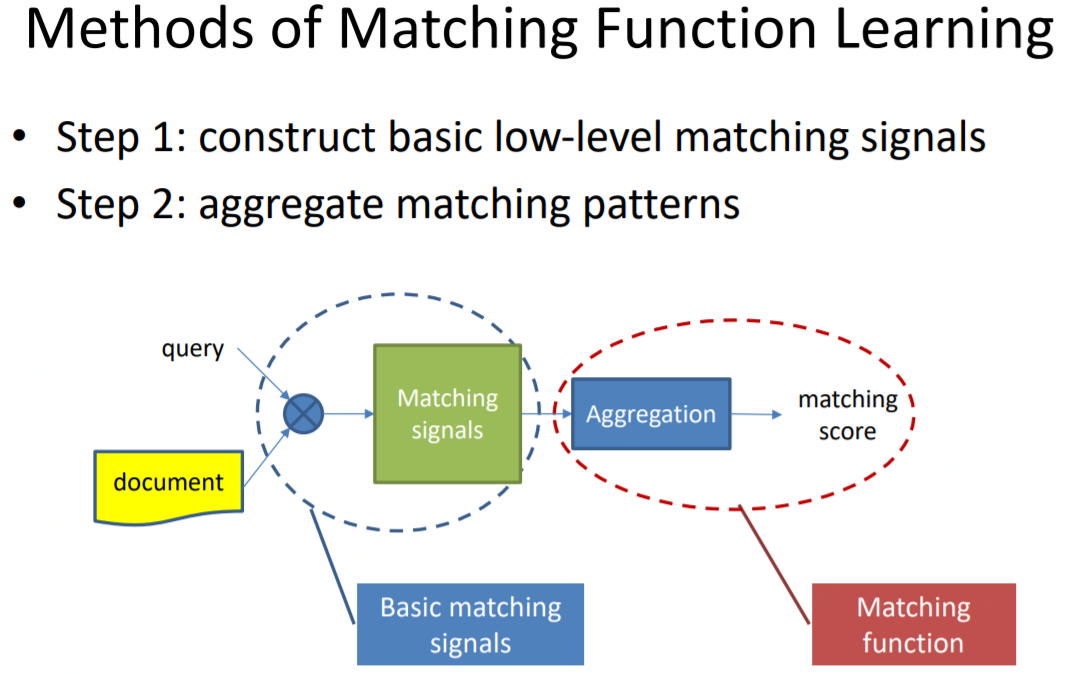 Methods of Matching Function Learning
• Step 1: construct basic low-level matching signals
• Step 2: aggregate matching patterns
query
document
Matching
signals
Aggregation
matching
score
Basic matching
signals
Matching
function